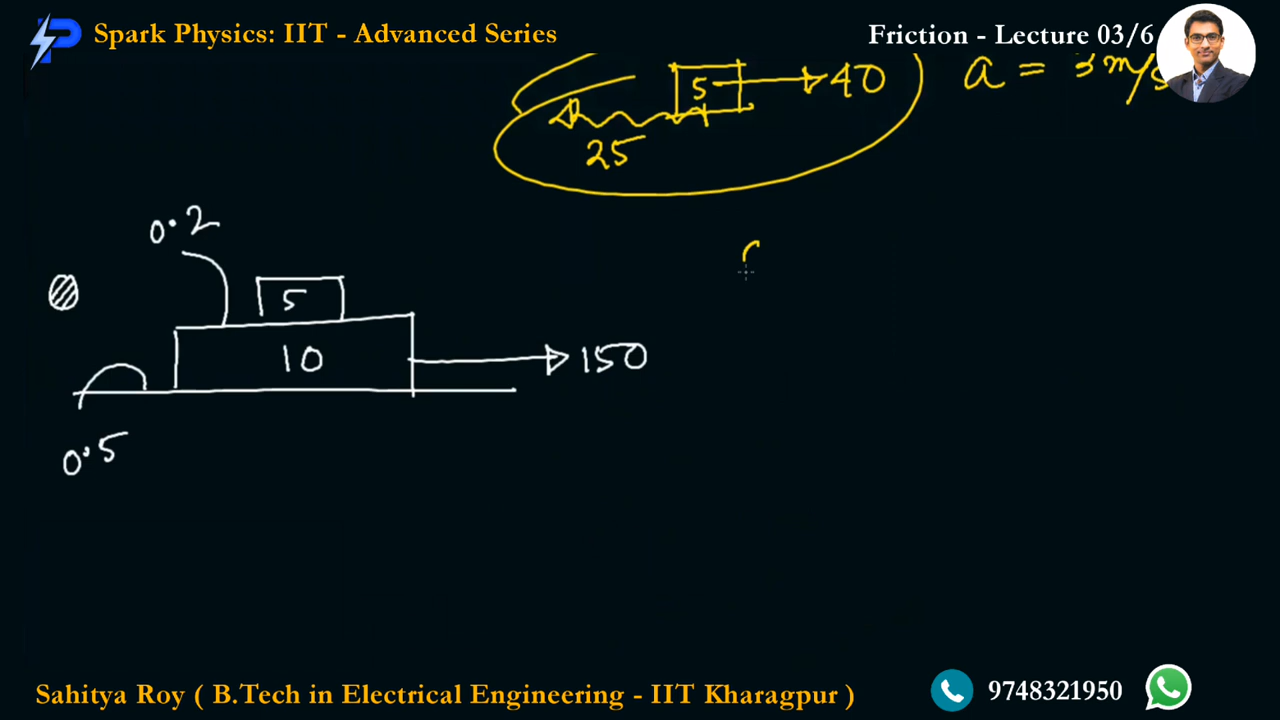 Spark Physics: IIT - Advanced Series
Friction - Lecture 03/6
5
40
a = 3 m/s
25
0.2
5
10
150
0.5
Sahitya Roy ( B.Tech in Electrical Engineering - IIT Kharagpur )
9748321950